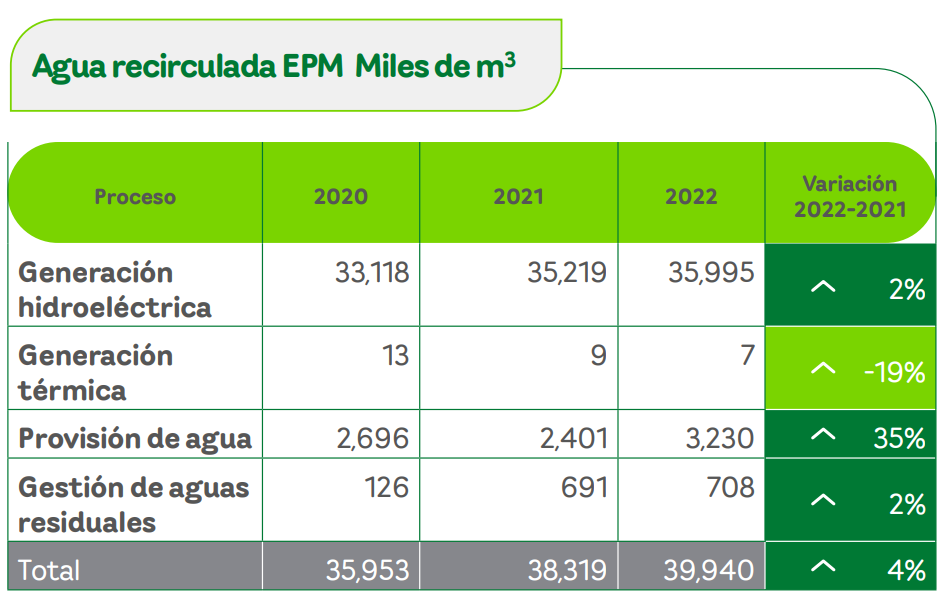 Agua recirculada EPM Miles de m³
Proceso 2020 2021 2022 Variación 2022-2021
Generación hidroeléctrica 33,118 35,219 35,995 2%
Generación térmica 13 9 7 -19%
Provisión de agua 2,696 2,401 3,230 35%
Gestión de aguas residuales 126 691 708 2%
Total 35,953 38,319 39,940 4%